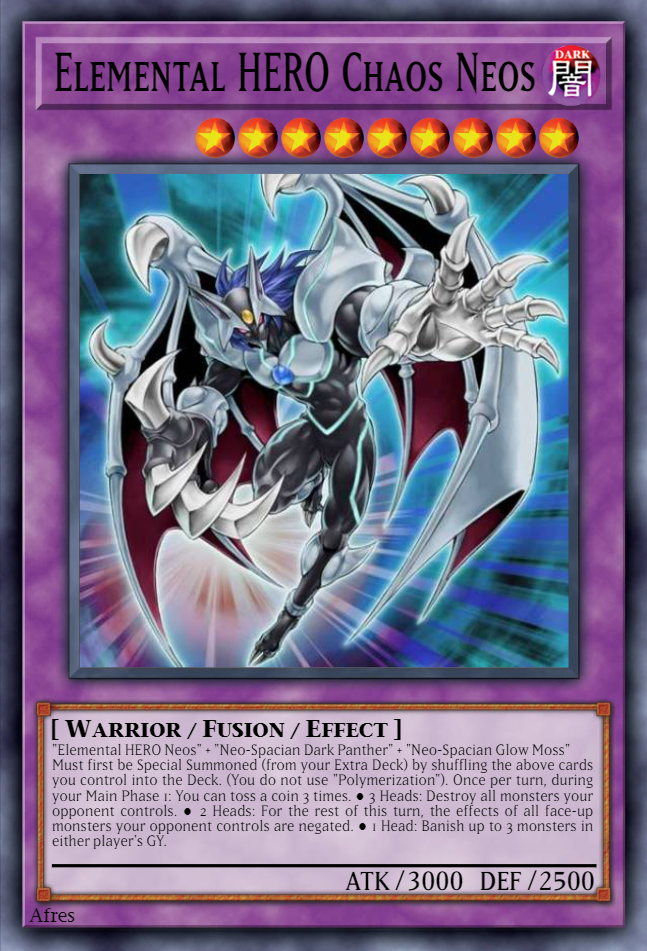 Elemental HERO Chaos Neos
DARK
闇
[ Warrior / Fusion / Effect ]
"Elemental HERO Neos" + "Neo-Spacian Dark Panther" + "Neo-Spacian Glow Moss"
Must first be Special Summoned (from your Extra Deck) by shuffling the above cards
you control into the Deck. (You do not use "Polymerization"). Once per turn, during
your Main Phase 1: You can toss a coin 3 times. ● 3 Heads: Destroy all monsters your
opponent controls. ● 2 Heads: For the rest of this turn, the effects of all face-up
monsters your opponent controls are negated. ● 1 Head: Banish up to 3 monsters in
either player's GY.
ATK/3000 DEF/2500
Afres